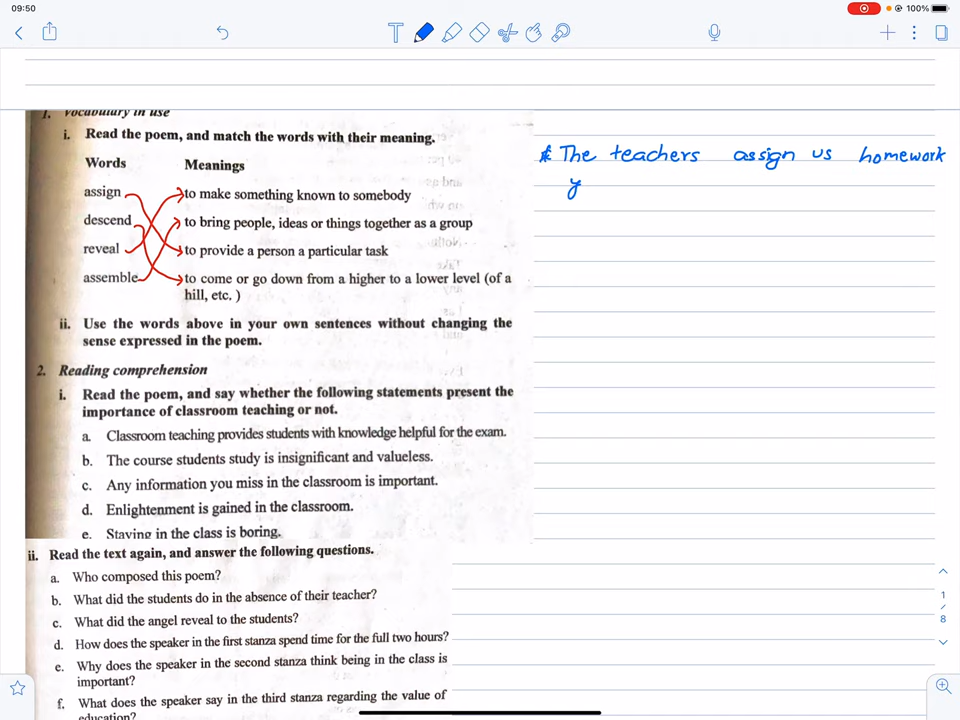 09:50
100%
T
1. Vocabulary in use
i. Read the poem, and match the words with their meaning.
Words Meanings
assign to make something known to somebody
descend to bring people, ideas or things together as a group
reveal to provide a person a particular task
assemble to come or go down from a higher to a lower level (of a
hill, etc. )
ii. Use the words above in your own sentences without changing the
sense expressed in the poem.
2. Reading comprehension
i. Read the poem, and say whether the following statements present the
importance of classroom teaching or not.
a. Classroom teaching provides students with knowledge helpful for the exam.
b. The course students study is insignificant and valueless.
c. Any information you miss in the classroom is important.
d. Enlightenment is gained in the classroom.
e. Staying in the class is boring.
ii. Read the text again, and answer the following questions.
a. Who composed this poem?
b. What did the students do in the absence of their teacher?
c. What did the angel reveal to the students?
d. How does the speaker in the first stanza spend time for the full two hours?
e. Why does the speaker in the second stanza think being in the class is
important?
f. What does the speaker say in the third stanza regarding the value of
education?
* The teachers assign us homework
y
1
/
8